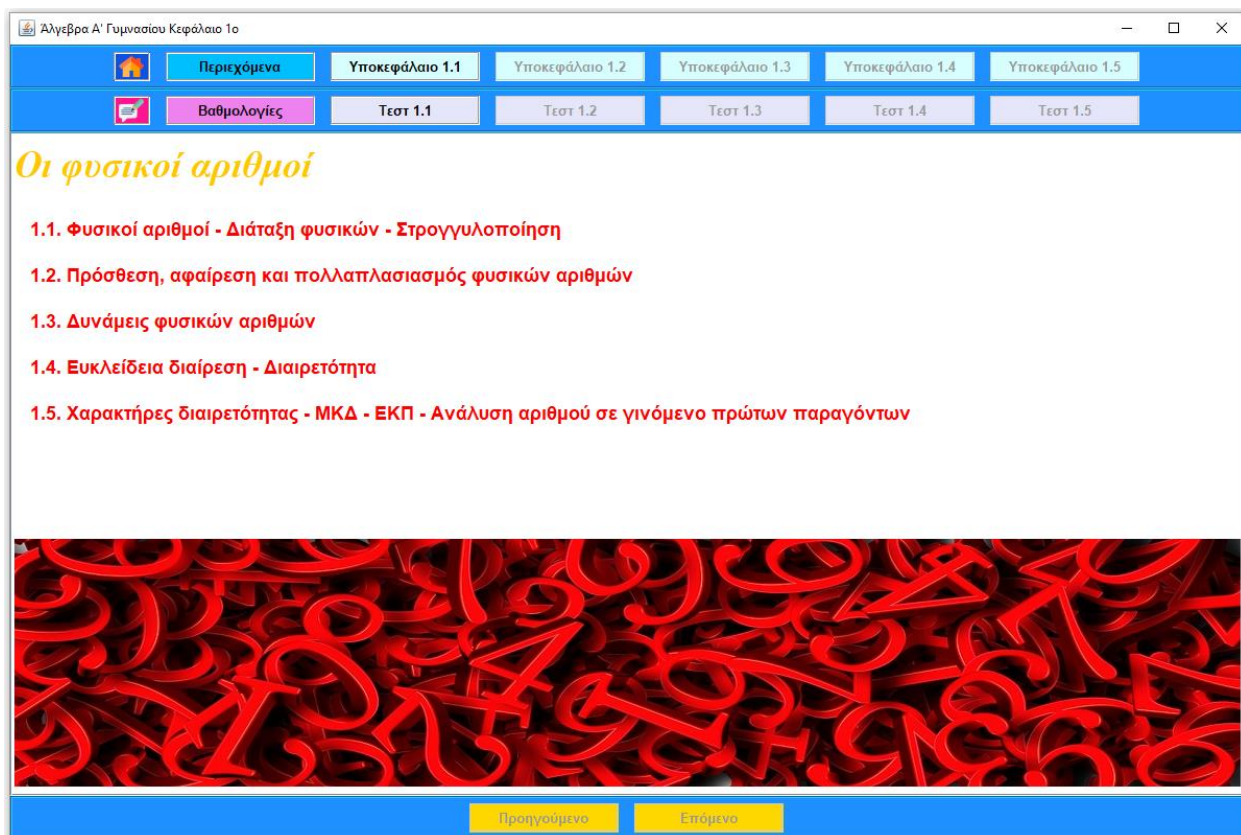 Άλγεβρα Α' Γυμνασίου Κεφάλαιο 1ο
Περιεχόμενα Υποκεφάλαιο 1.1 Υποκεφάλαιο 1.2 Υποκεφάλαιο 1.3 Υποκεφάλαιο 1.4 Υποκεφάλαιο 1.5
Βαθμολογίες Τεστ 1.1 Τεστ 1.2 Τεστ 1.3 Τεστ 1.4 Τεστ 1.5
Οι φυσικοί αριθμοί
1.1. Φυσικοί αριθμοί - Διάταξη φυσικών - Στρογγυλοποίηση
1.2. Πρόσθεση, αφαίρεση και πολλαπλασιασμός φυσικών αριθμών
1.3. Δυνάμεις φυσικών αριθμών
1.4. Ευκλείδεια διαίρεση - Διαιρετότητα
1.5. Χαρακτήρες διαιρετότητας - ΜΚΔ - ΕΚΠ - Ανάλυση αριθμού σε γινόμενο πρώτων παραγόντων
Προηγούμενο Επόμενο